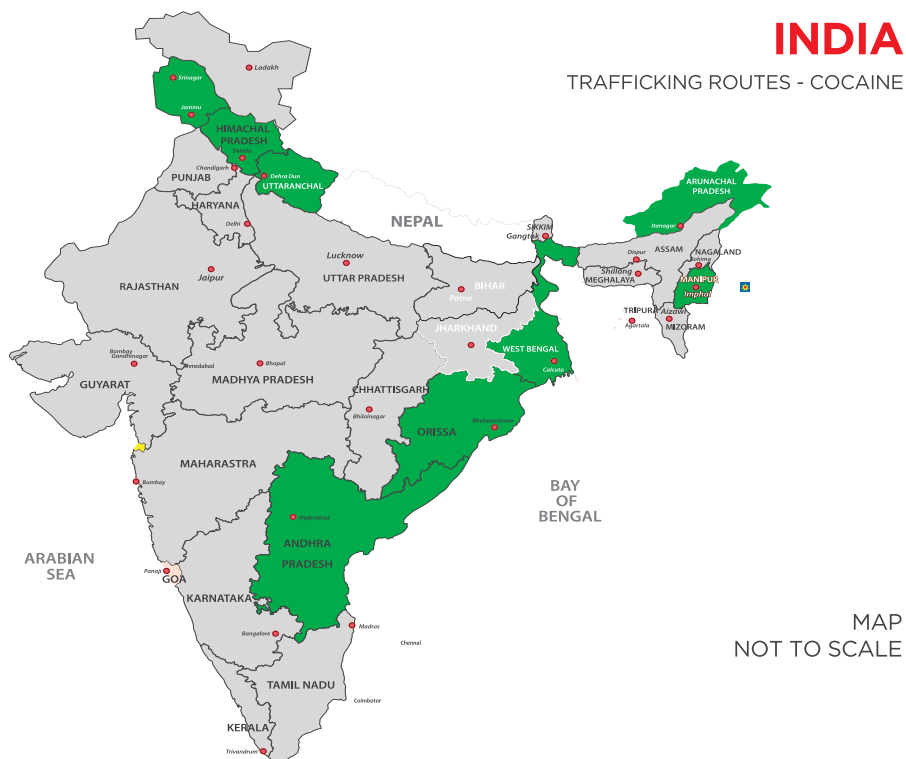 INDIA
TRAFFICKING ROUTES - COCAINE
Ladakh
Srinagar
Jammu
HIMACHAL
PRADESH
Shimla
Chandigarh
PUNJAB
Dehra Dun
UTTARANCHAL
HARYANA
Delhi
NEPAL
ARUNACHAL
PRADESH
Itanagar
SIKKIM
Gangtok
Dispur
ASSAM
NAGALAND
Kohima
Shillong
MEGHALAYA
MANIPUR
Imphal
TRIPURA
Aizawl
Agartala
MIZORAM
Lucknow
UTTAR PRADESH
Jaipur
RAJASTHAN
BIHAR
Patna
JHARKHAND
WEST BENGAL
Calcuta
Bombay
Gandhinagar
Ahmedabad
Bhopal
GUYARAT
MADHYA PRADESH
CHHATTISGARH
Bhilainagar
ORISSA
Bhubaneshwar
MAHARASTRA
Bombay
BAY
OF
BENGAL
Hyderabad
ANDHRA
PRADESH
ARABIAN
SEA
Panaji
GOA
KARNATAKA
Bangalore
Madras
Chennai
MAP
NOT TO SCALE
TAMIL NADU
Coimbotor
KERALA
Trivandrum